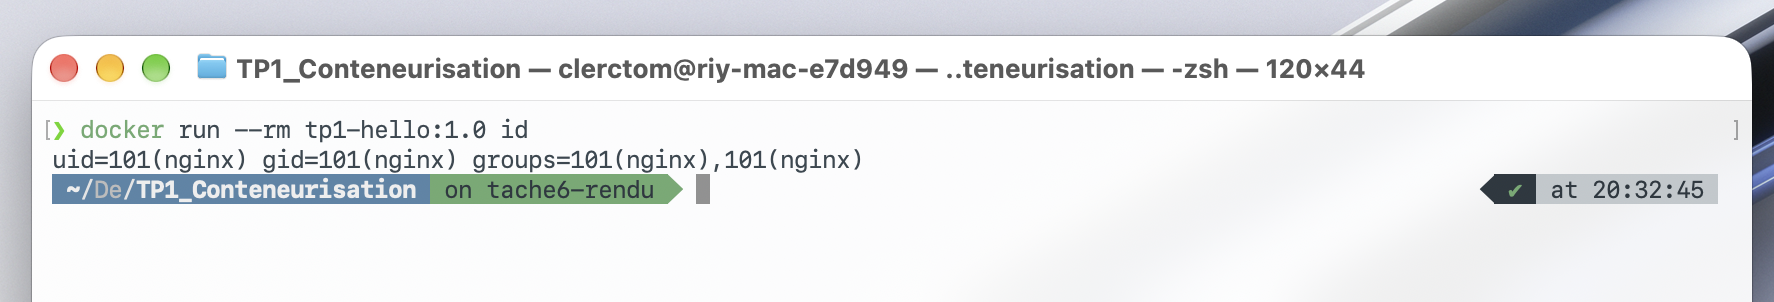 TP1_Conteneurisation — clerctom@riy-mac-e7d949 — ..teneurisation — -zsh — 120×44
[❯ docker run --rm tp1-hello:1.0 id ]
uid=101(nginx) gid=101(nginx) groups=101(nginx),101(nginx)
~/De/TP1_Conteneurisation on tache6-rendu ✔ at 20:32:45